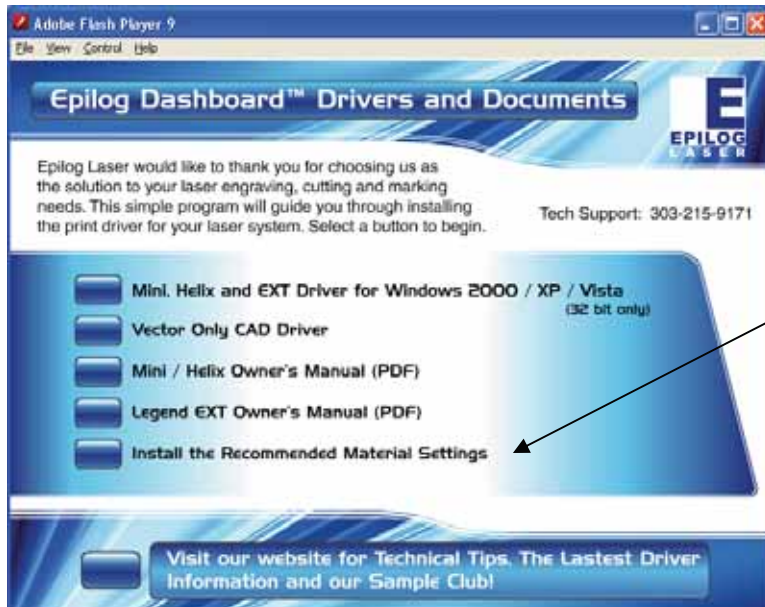 Adobe Flash Player 9
File View Control Help
Epilog Dashboard™ Drivers and Documents
EPILOG
LASER
Epilog Laser would like to thank you for choosing us as
the solution to your laser engraving, cutting and marking
needs. This simple program will guide you through installing
the print driver for your laser system. Select a button to begin.
Tech Support: 303-215-9171
Mini, Helix and EXT Driver for Windows 2000 / XP / Vista
(32 bit only)
Vector Only CAD Driver
Mini / Helix Owner's Manual (PDF)
Legend EXT Owner's Manual (PDF)
Install the Recommended Material Settings
Visit our website for Technical Tips, The Lastest Driver
Information and our Sample Club!